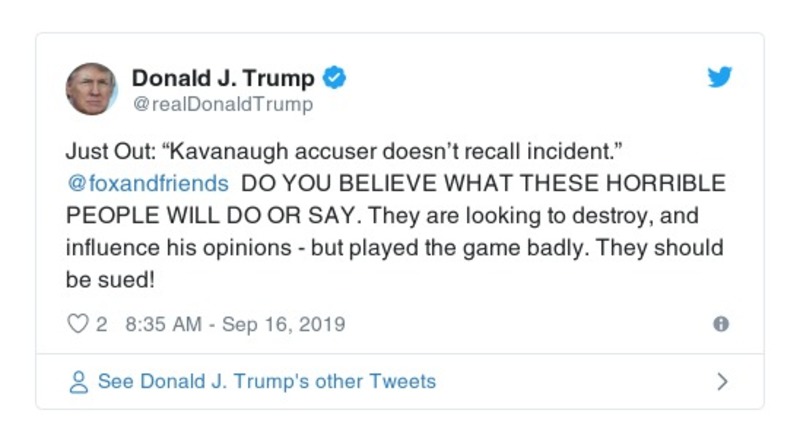 Donald J. Trump
@realDonaldTrump
Just Out: “Kavanaugh accuser doesn’t recall incident.”
@foxandfriends DO YOU BELIEVE WHAT THESE HORRIBLE
PEOPLE WILL DO OR SAY. They are looking to destroy, and
influence his opinions - but played the game badly. They should
be sued!
2 8:35 AM - Sep 16, 2019
See Donald J. Trump's other Tweets